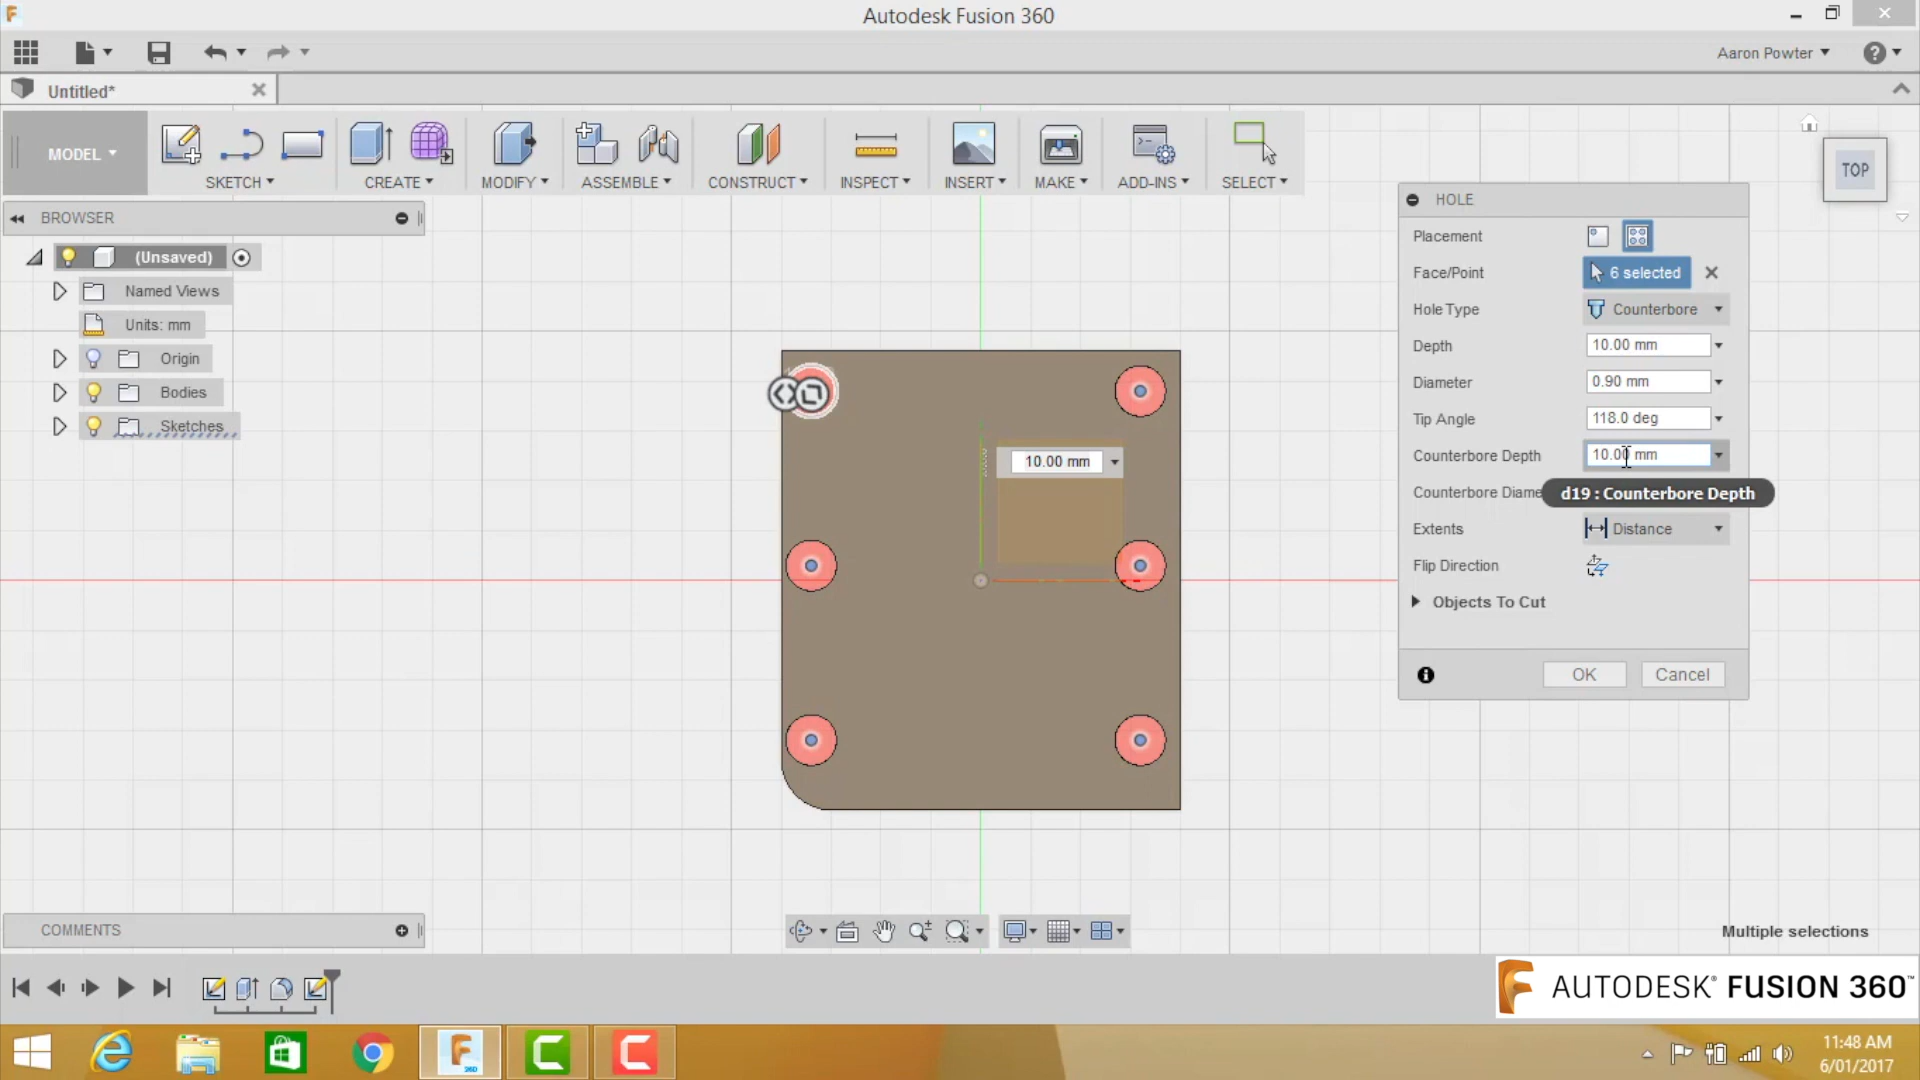 Autodesk Fusion 360
Aaron Powter
Untitled*
MODEL
SKETCH
CREATE
MODIFY
ASSEMBLE
CONSTRUCT
INSPECT
INSERT
MAKE
ADD-INS
SELECT
TOP
BROWSER
(Unsaved)
Named Views
Units: mm
Origin
Bodies
Sketches
HOLE
Placement
Face/Point
6 selected
Hole Type
Counterbore
Depth
10.00 mm
Diameter
0.90 mm
Tip Angle
118.0 deg
Counterbore Depth
10.00 mm
Counterbore Diame
d19 : Counterbore Depth
Extents
Distance
Flip Direction
Objects To Cut
OK
Cancel
10.00 mm
COMMENTS
Multiple selections
AUTODESK® FUSION 360™
11:48 AM
6/01/2017